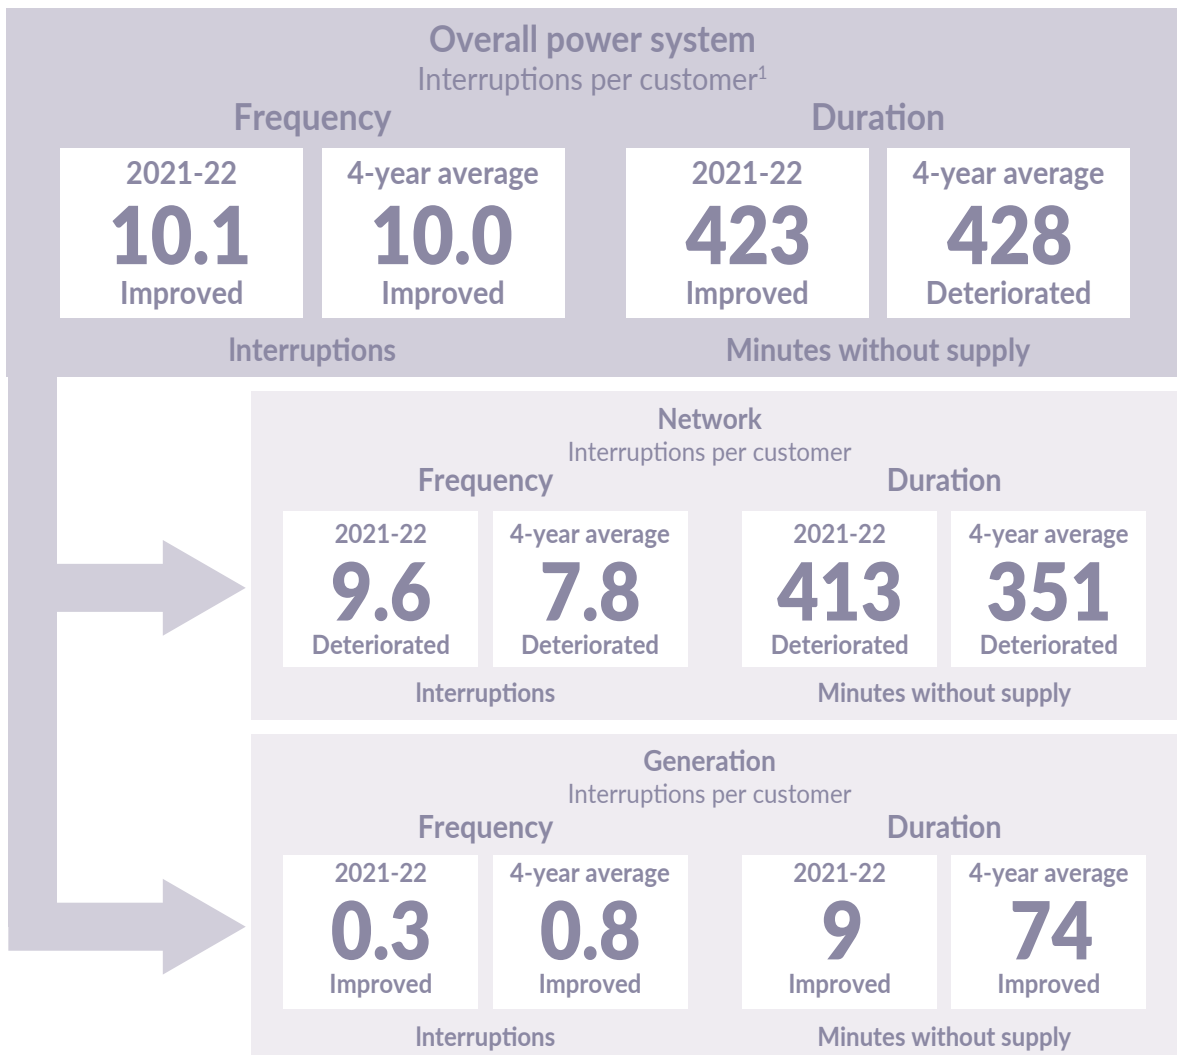 Overall power system
Interruptions per customer¹
Frequency
Duration
2021-22
4-year average
2021-22
4-year average
10.1
10.0
423
428
Improved
Improved
Improved
Deteriorated
Interruptions
Minutes without supply
Network
Interruptions per customer
Frequency
Duration
2021-22
4-year average
2021-22
4-year average
9.6
7.8
413
351
Deteriorated
Deteriorated
Deteriorated
Deteriorated
Interruptions
Minutes without supply
Generation
Interruptions per customer
Frequency
Duration
2021-22
4-year average
2021-22
4-year average
0.3
0.8
9
74
Improved
Improved
Improved
Improved
Interruptions
Minutes without supply